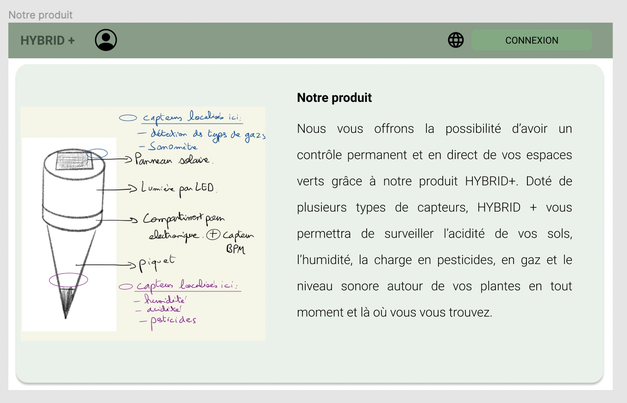 Notre produit
HYBRID +
CONNEXION
capteurs localisés ici:
- détection ds types de gaz
- Sonomètre
Panneau solaire.
Lumière par LED.
Compartiment pour
électronique. + capteur
BPM
piquet
capteurs localisés ici:
- humidité
- acidité
- pesticides
Notre produit
Nous vous offrons la possibilité d'avoir un
contrôle permanent et en direct de vos espaces
verts grâce à notre produit HYBRID+. Doté de
plusieurs types de capteurs, HYBRID + vous
permettra de surveiller l'acidité de vos sols,
l'humidité, la charge en pesticides, en gaz et le
niveau sonore autour de vos plantes en tout
moment et là où vous vous trouvez.